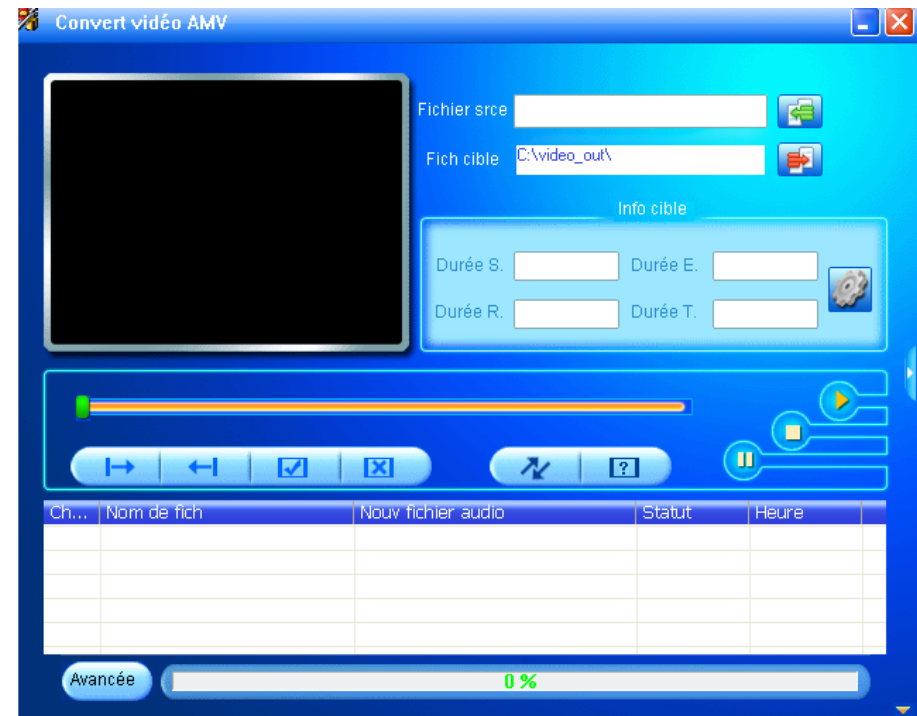 Convert vidéo AMV
Fichier srce
Fich cible C:\video_out\
Info cible
Durée S. Durée E.
Durée R. Durée T.
?
Ch... Nom de fich Nouv fichier audio Statut Heure
Avancée 0 %